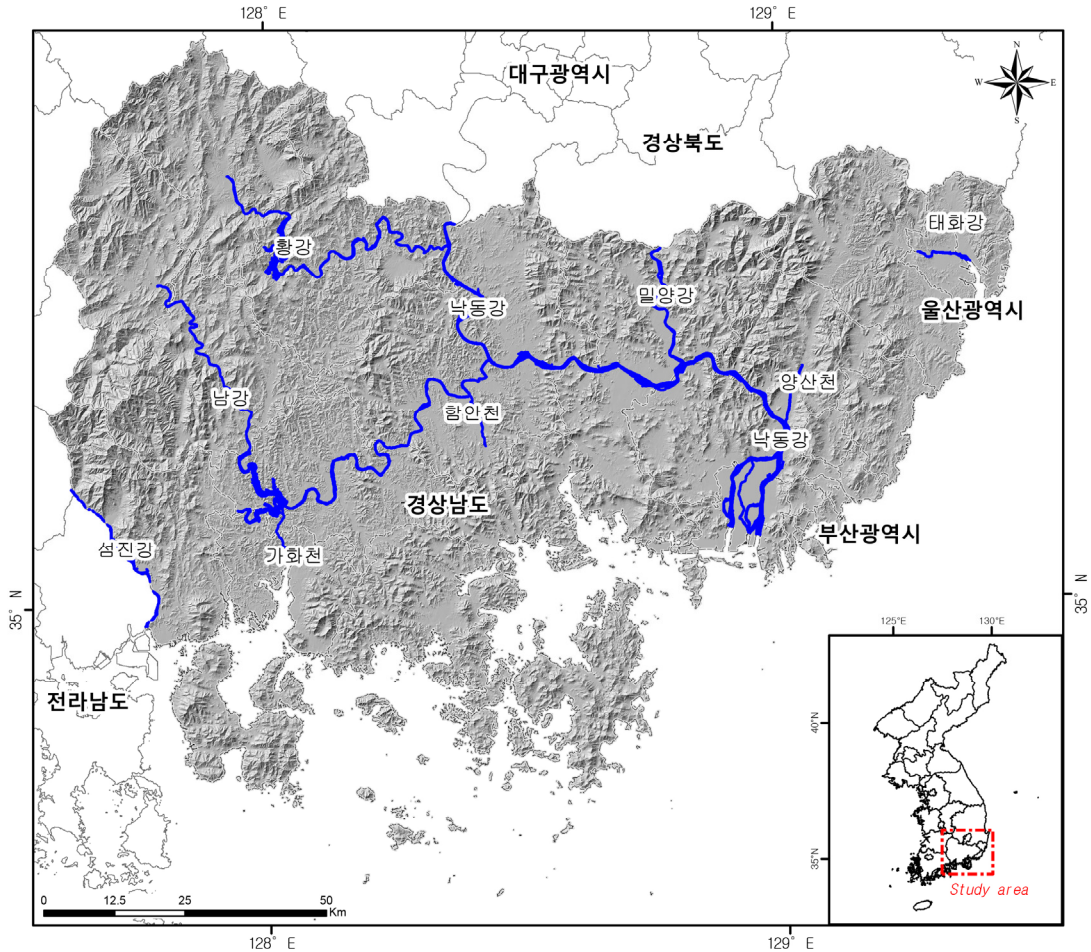 128° E
129° E
대구광역시
N
W
E
S
경상북도
태화강
황강
밀양강
낙동강
울산광역시
양산천
남강
함안천
낙동강
경상남도
부산광역시
섬진강
가화천
35° N
35° N
125°E
130°E
전라남도
40°N
35°N
Study area
0
12.5
25
50
Km
128° E
129° E